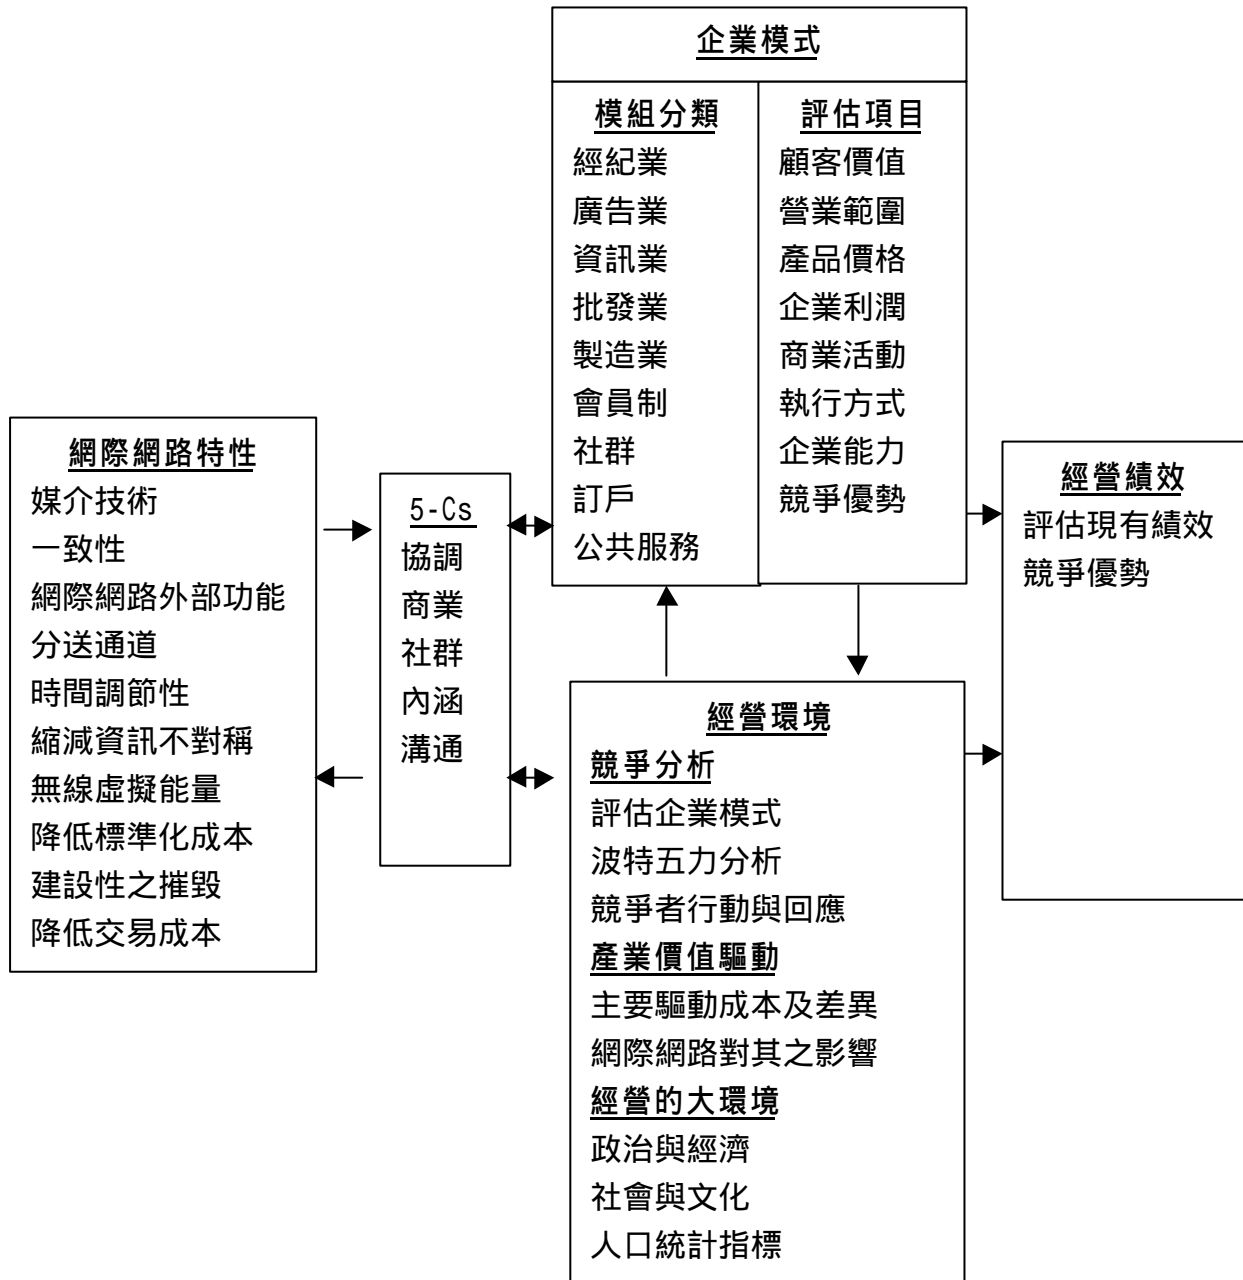 企業模式
模組分類
經紀業
廣告業
資訊業
批發業
製造業
會員制
社群
訂戶
公共服務
評估項目
顧客價值
營業範圍
產品價格
企業利潤
商業活動
執行方式
企業能力
競爭優勢
網際網路特性
媒介技術
一致性
網際網路外部功能
分送通道
時間調節性
縮減資訊不對稱
無線虛擬能量
降低標準化成本
建設性之摧毀
降低交易成本
5-Cs
協調
商業
社群
內涵
溝通
經營環境
競爭分析
評估企業模式
波特五力分析
競爭者行動與回應
產業價值驅動
主要驅動成本及差異
網際網路對其之影響
經營的大環境
政治與經濟
社會與文化
人口統計指標
經營績效
評估現有績效
競爭優勢